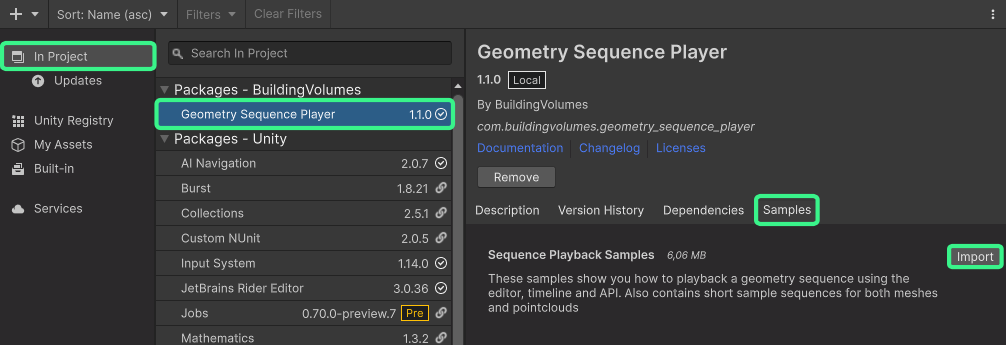 Sort: Name (asc)
Filters
Clear Filters
In Project
Updates
Unity Registry
My Assets
Built-in
Services
Search In Project
Packages - BuildingVolumes
Geometry Sequence Player 1.1.0
Packages - Unity
AI Navigation 2.0.7
Burst 1.8.21
Collections 2.5.1
Custom NUnit 2.0.5
Input System 1.14.0
JetBrains Rider Editor 3.0.36
Jobs 0.70.0-preview.7 Pre
Mathematics 1.3.2
Geometry Sequence Player
1.1.0 Local
By BuildingVolumes
com.buildingvolumes.geometry_sequence_player
Documentation Changelog Licenses
Remove
Description Version History Dependencies Samples
Sequence Playback Samples 6,06 MB
Import
These samples show you how to playback a geometry sequence using the
editor, timeline and API. Also contains short sample sequences for both meshes
and pointclouds